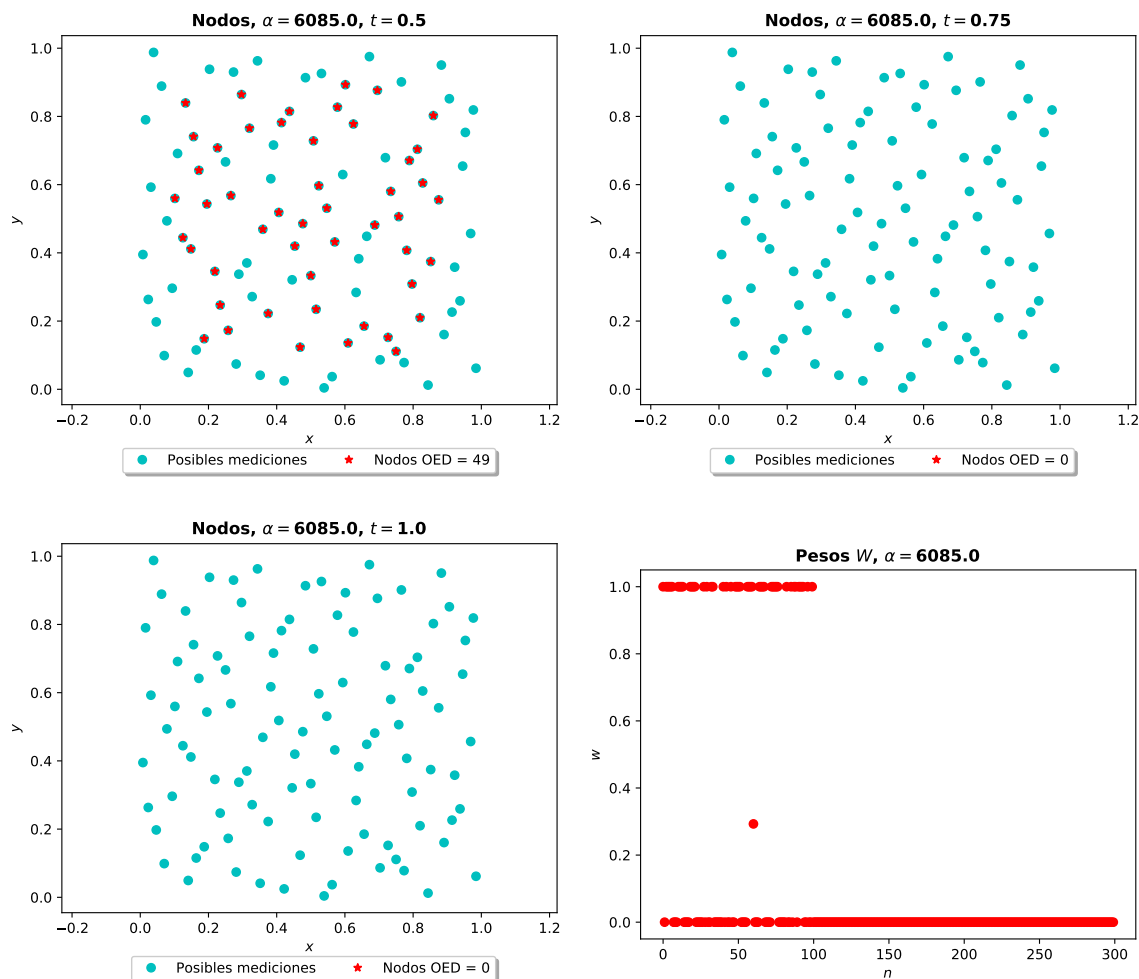 Nodos, α = 6085.0, t = 0.5
1.0
0.8
0.6
0.4
0.2
0.0
y
−0.2 0.0 0.2 0.4 0.6 0.8 1.0 1.2
x
Posibles mediciones Nodos OED = 49
Nodos, α = 6085.0, t = 0.75
1.0
0.8
0.6
0.4
0.2
0.0
y
−0.2 0.0 0.2 0.4 0.6 0.8 1.0 1.2
x
Posibles mediciones Nodos OED = 0
Nodos, α = 6085.0, t = 1.0
1.0
0.8
0.6
0.4
0.2
0.0
y
−0.2 0.0 0.2 0.4 0.6 0.8 1.0 1.2
x
Posibles mediciones Nodos OED = 0
Pesos W, α = 6085.0
1.0
0.8
0.6
0.4
0.2
0.0
w
0 50 100 150 200 250 300
n